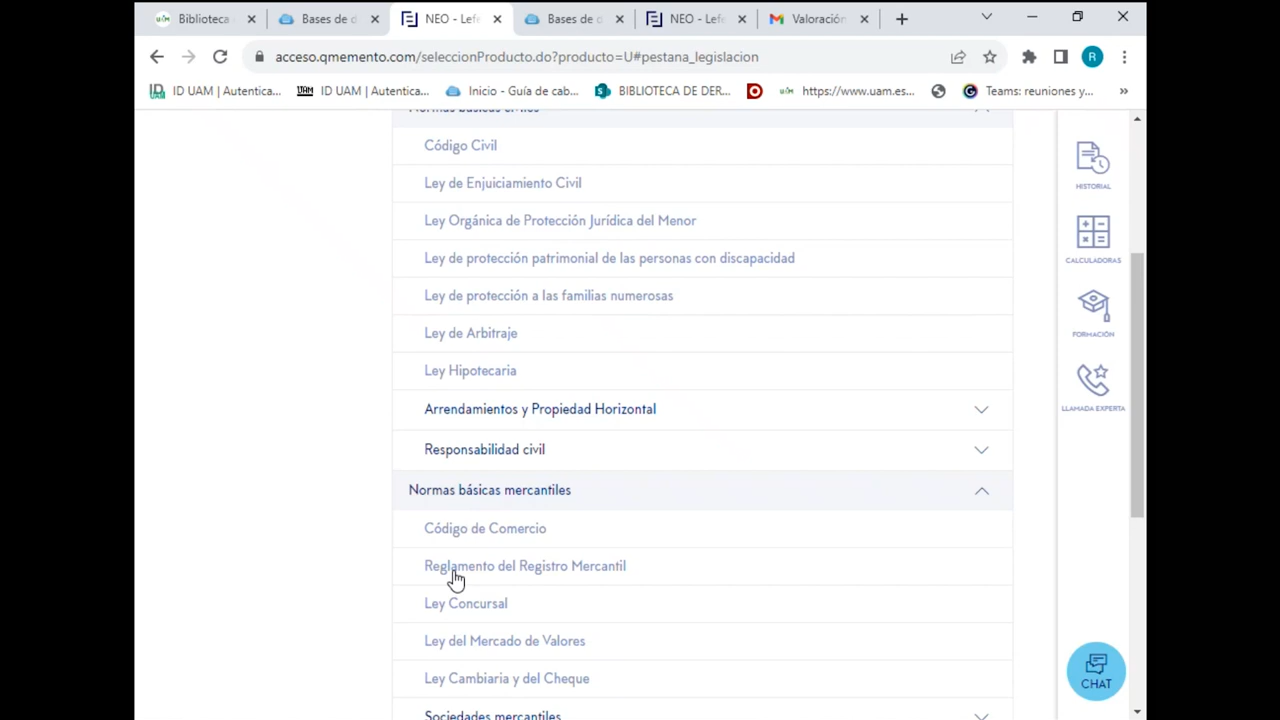 Biblioteca
Bases de d
NEO - Lefe
Bases de d
NEO - Lefe
Valoración
acceso.qmemento.com/seleccionProducto.do?producto=U#pestana_legislacion
R
ID UAM | Autentica...
ID UAM | Autentica...
Inicio - Guía de cab...
BIBLIOTECA DE DER...
https://www.uam.es...
Teams: reuniones y...
»
Normas básicas civiles
Código Civil
Ley de Enjuiciamiento Civil
Ley Orgánica de Protección Jurídica del Menor
Ley de protección patrimonial de las personas con discapacidad
Ley de protección a las familias numerosas
Ley de Arbitraje
Ley Hipotecaria
Arrendamientos y Propiedad Horizontal
Responsabilidad civil
Normas básicas mercantiles
Código de Comercio
Reglamento del Registro Mercantil
Ley Concursal
Ley del Mercado de Valores
Ley Cambiaria y del Cheque
Sociedades mercantiles
HISTORIAL
CALCULADORAS
FORMACIÓN
LLAMADA EXPERTA
CHAT